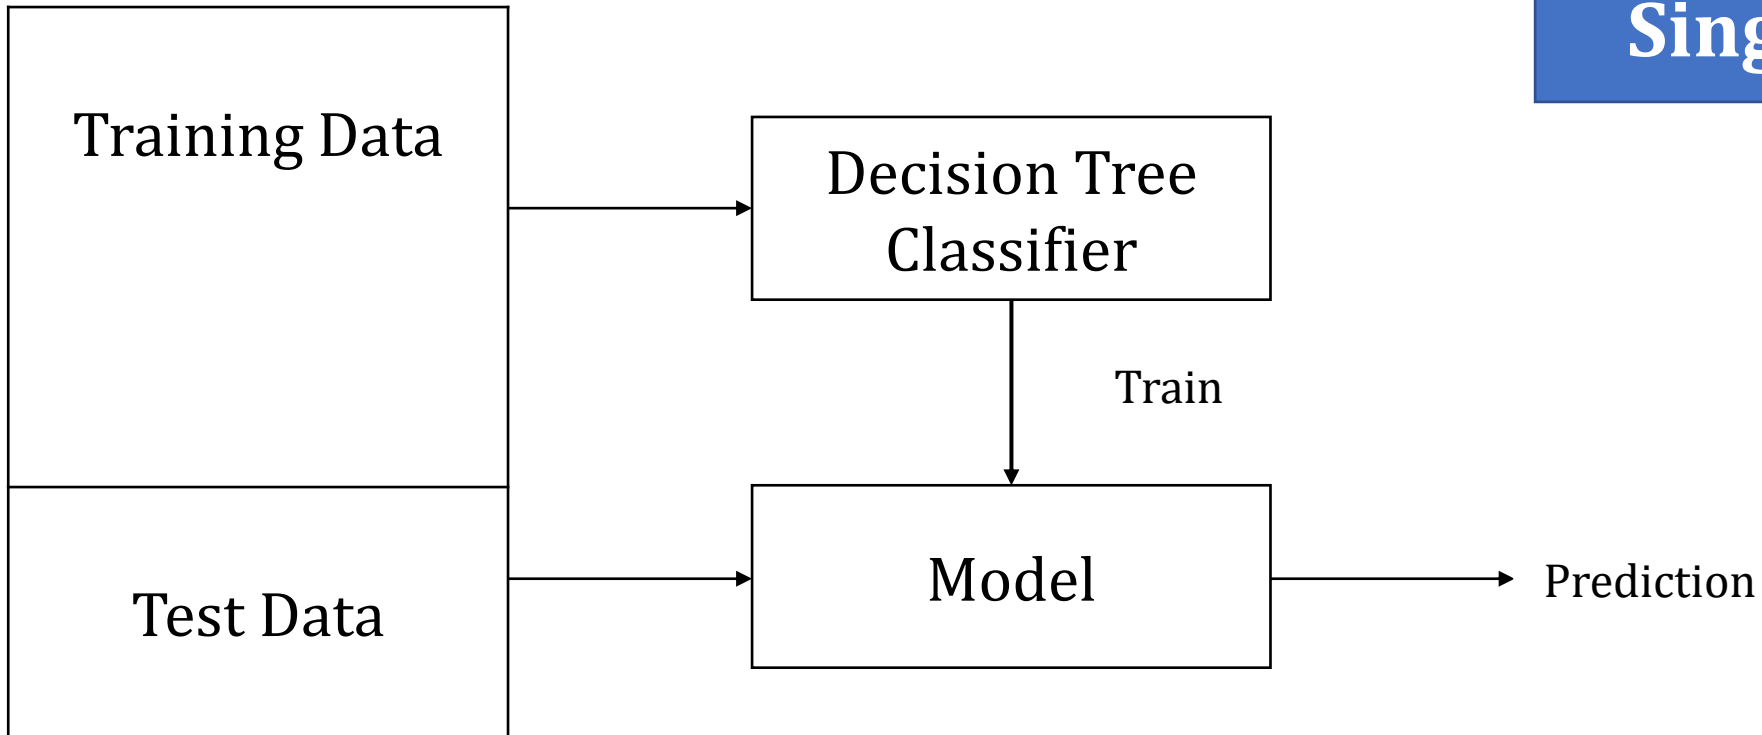 Training Data
Decision Tree
Classifier
Train
Test Data
Model
Prediction